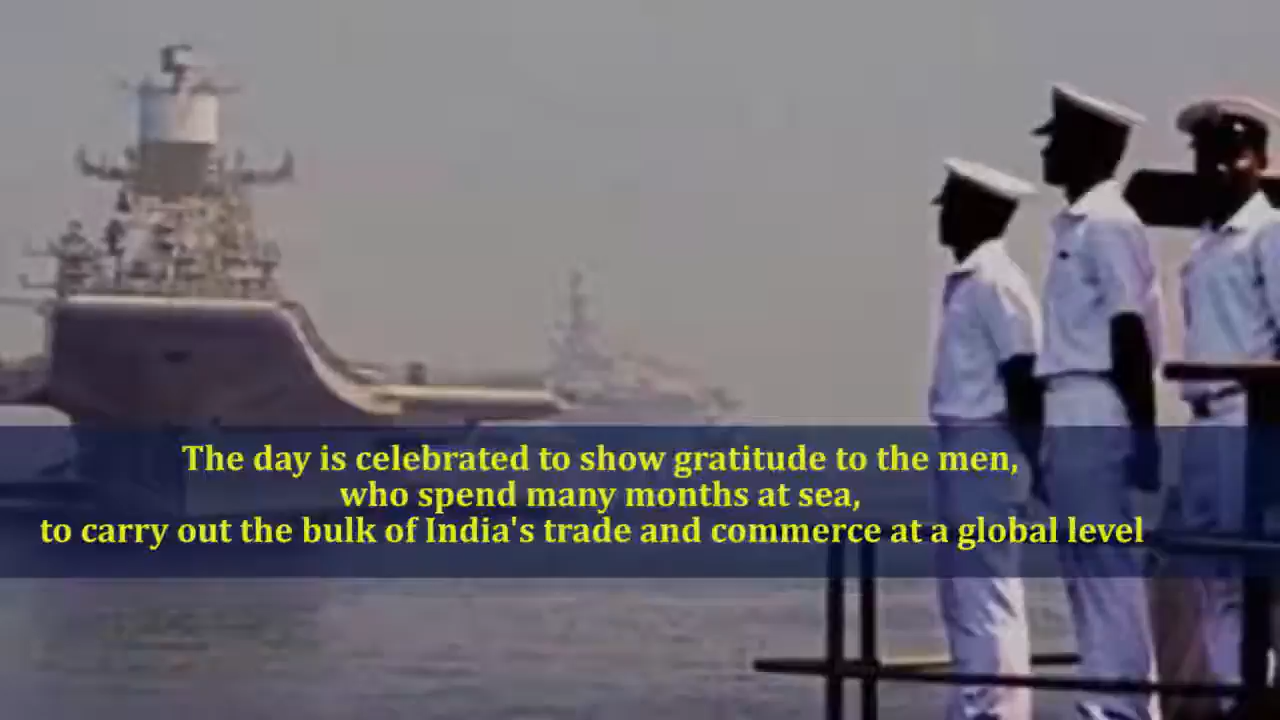 The day is celebrated to show gratitude to the men,
who spend many months at sea,
to carry out the bulk of India's trade and commerce at a global level